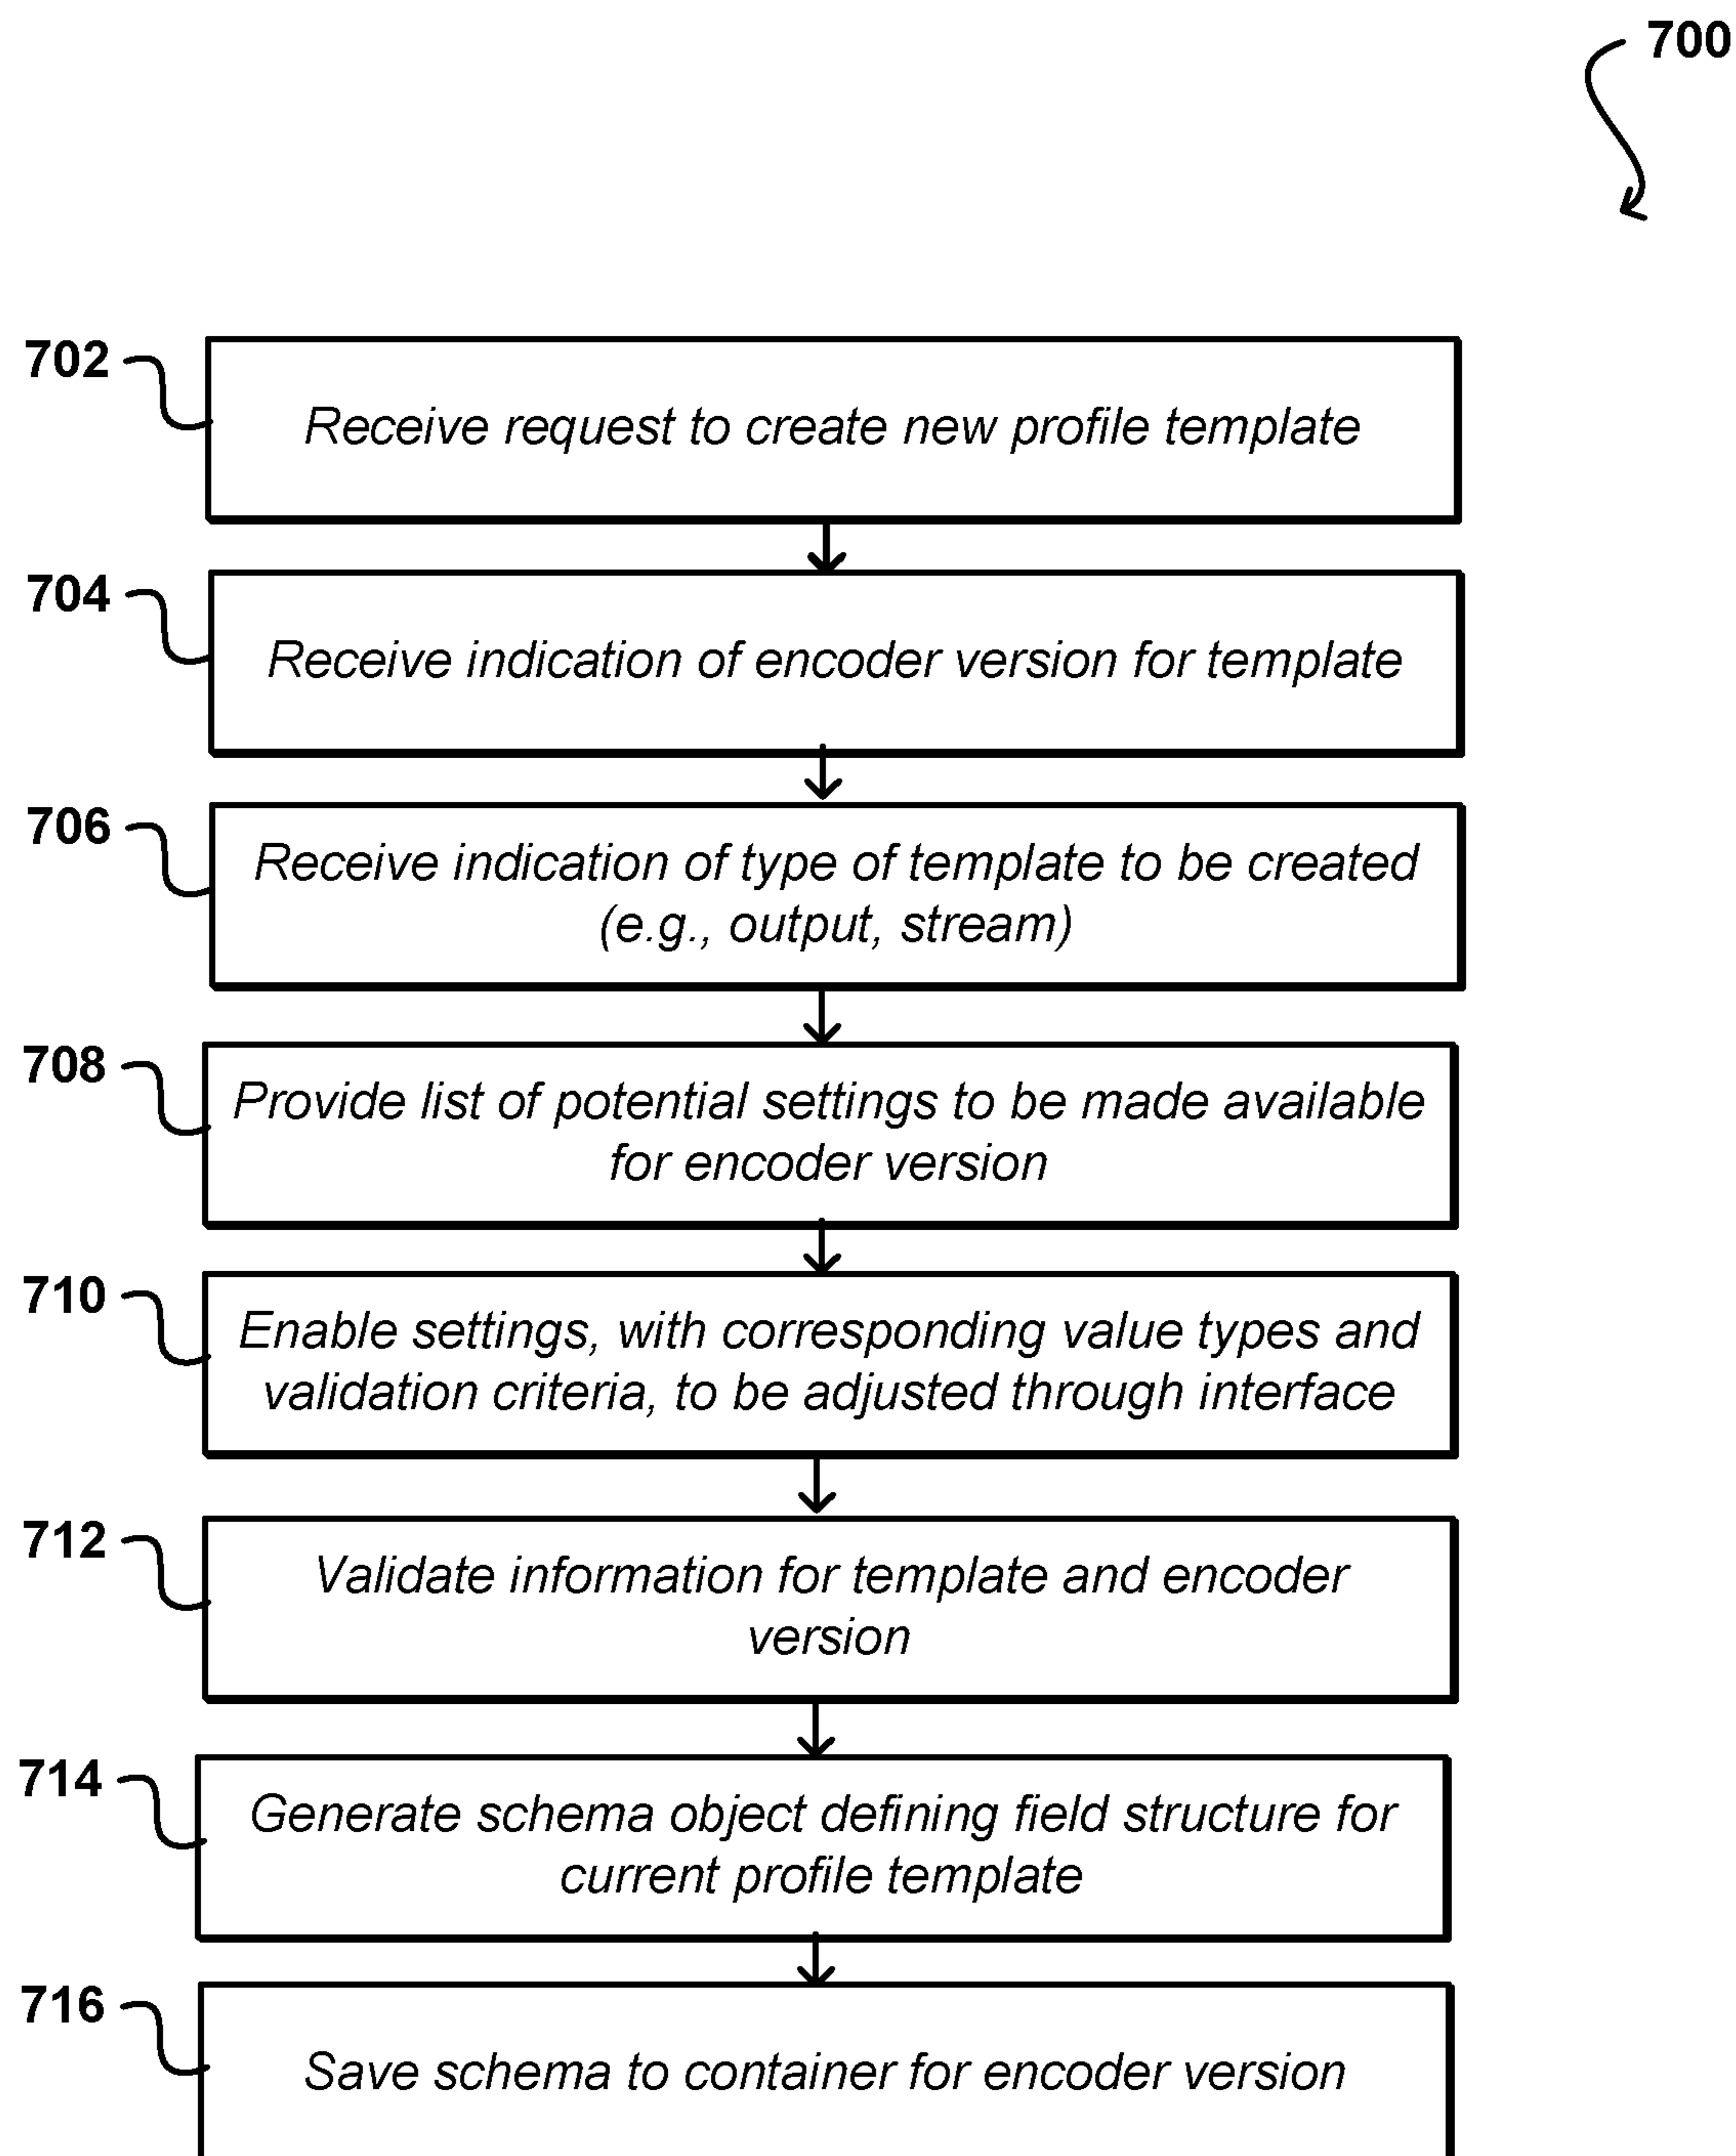 700
702
Receive request to create new profile template
704
Receive indication of encoder version for template
706
Receive indication of type of template to be created
(e.g., output, stream)
708
Provide list of potential settings to be made available
for encoder version
710
Enable settings, with corresponding value types and
validation criteria, to be adjusted through interface
712
Validate information for template and encoder
version
714
Generate schema object defining field structure for
current profile template
716
Save schema to container for encoder version